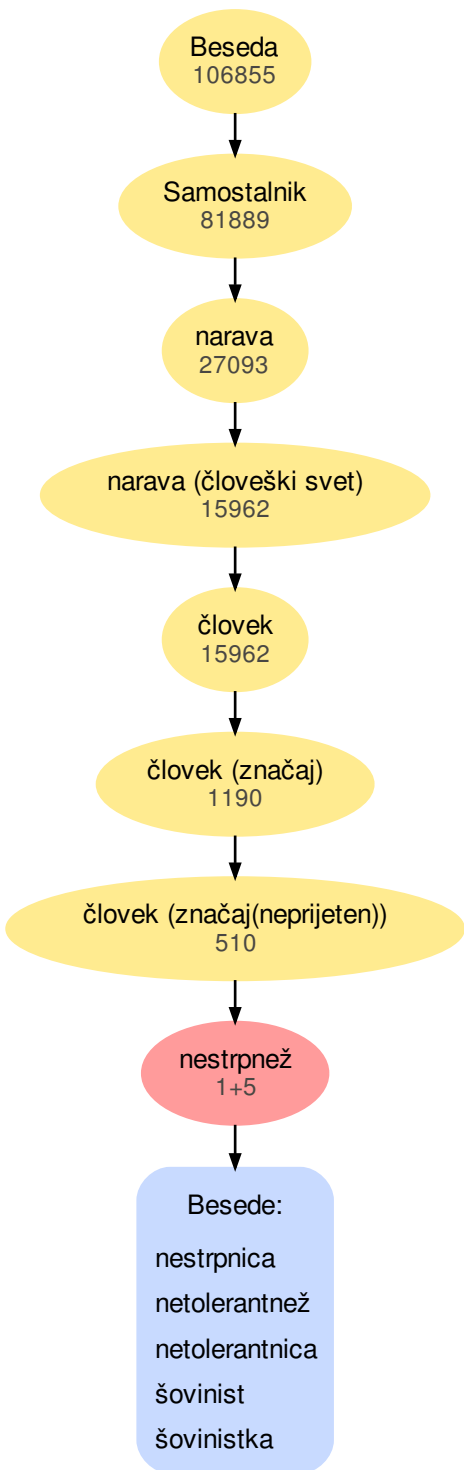 Beseda
106855
Samostalnik
81889
narava
27093
narava (človeški svet)
15962
človek
15962
človek (značaj)
1190
človek (značaj(neprijeten))
510
nestrpnež
1+5
Besede:
nestrpnica
netolerantnež
netolerantnica
šovinist
šovinistka